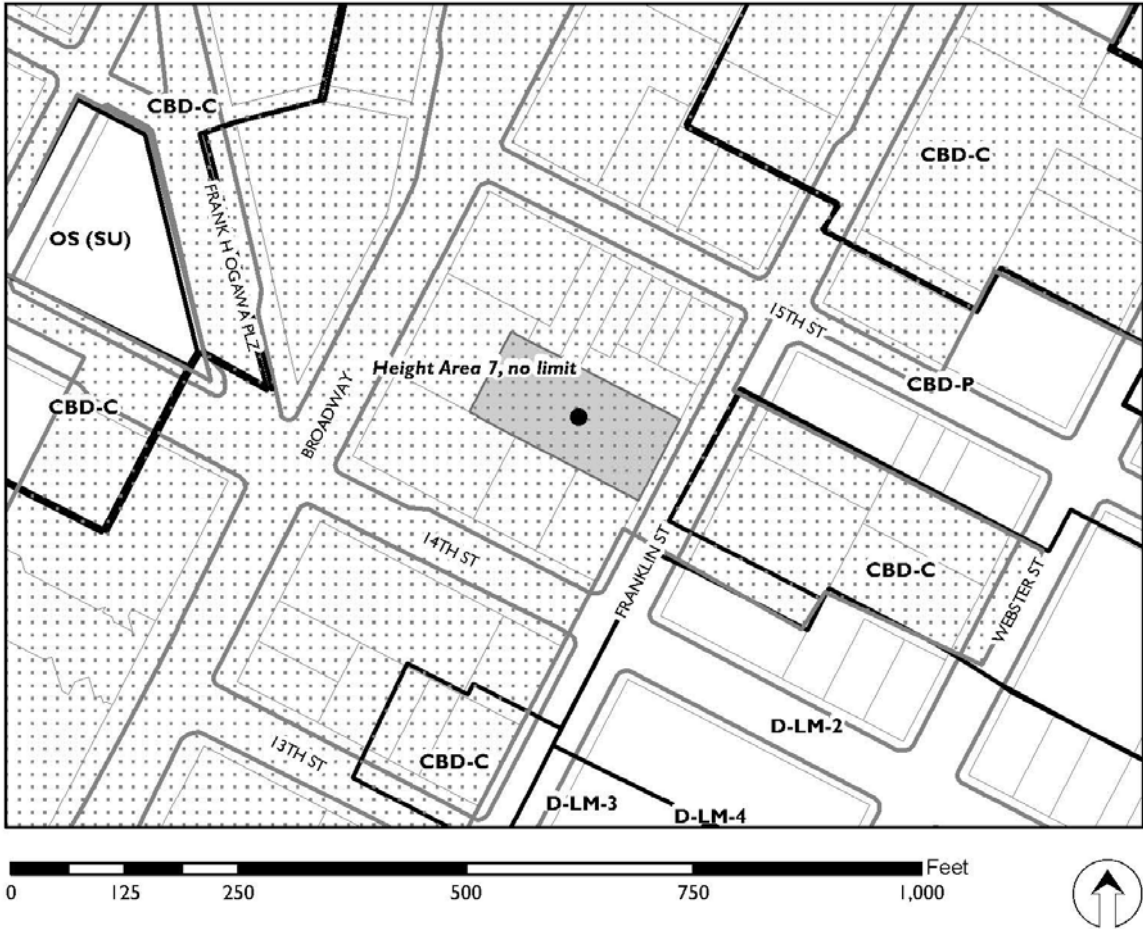 CBD-C
CBD-C
FRANK H OGAWA PLZ
OS (SU)
15TH ST
Height Area 7, no limit
CBD-P
CBD-C
BROADWAY
14TH ST
FRANKLIN ST
CBD-C
WEBSTER ST
D-LM-2
13TH ST
CBD-C
D-LM-3
D-LM-4
Feet
0 125 250 500 750 1,000